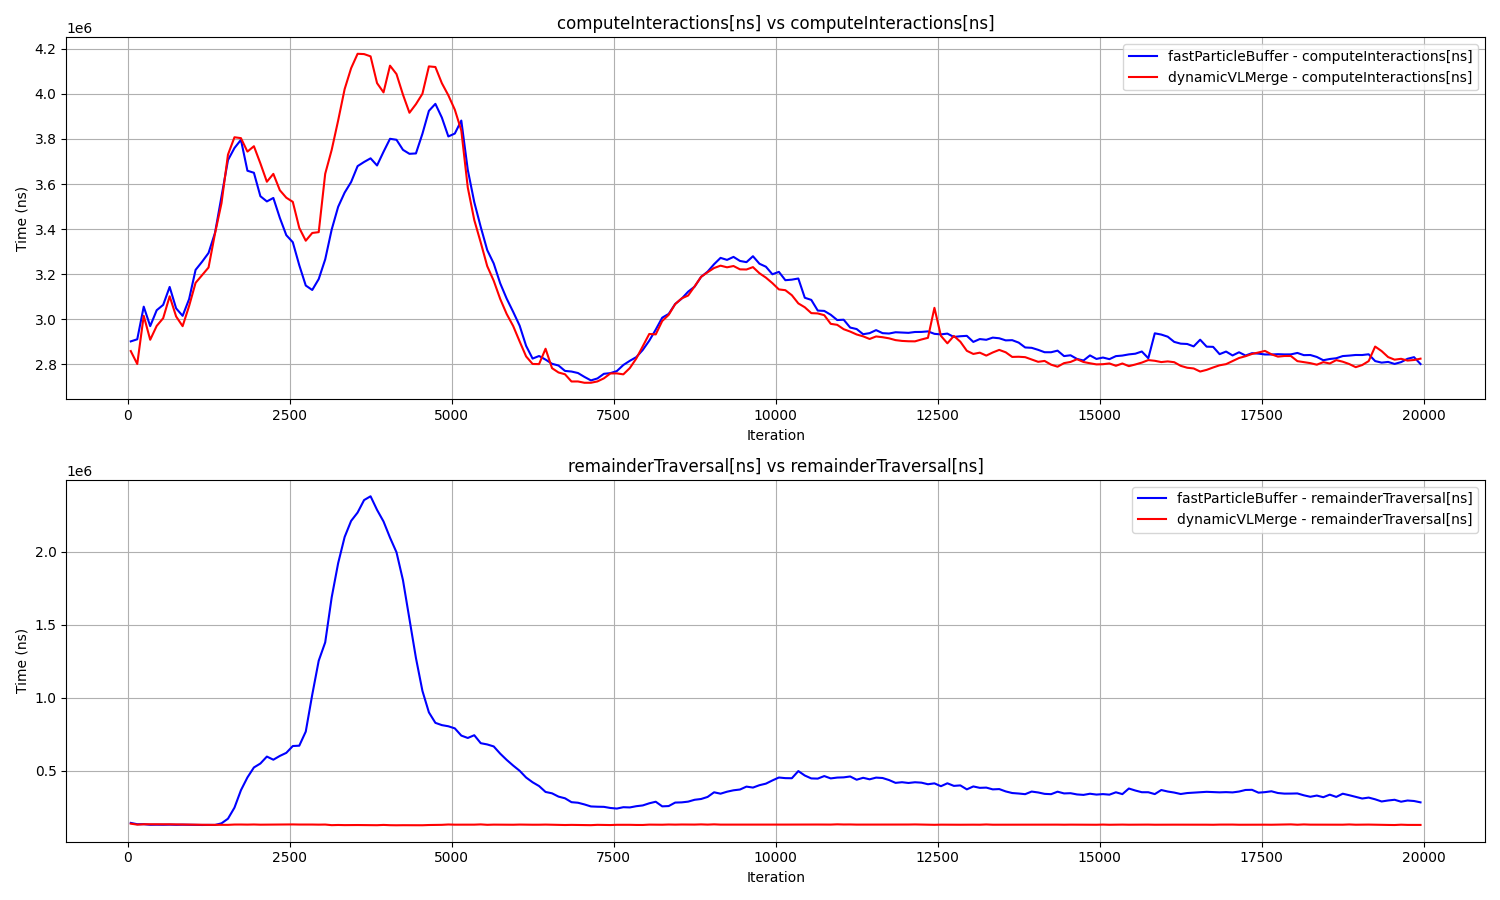 computeInteractions[ns] vs computeInteractions[ns]
1e6
4.2
4.0
3.8
3.6
3.4
3.2
3.0
2.8
Time (ns)
fastParticleBuffer - computeInteractions[ns]
dynamicVLMerge - computeInteractions[ns]
0 2500 5000 7500 10000 12500 15000 17500 20000
Iteration
remainderTraversal[ns] vs remainderTraversal[ns]
1e6
2.0
1.5
1.0
0.5
Time (ns)
fastParticleBuffer - remainderTraversal[ns]
dynamicVLMerge - remainderTraversal[ns]
0 2500 5000 7500 10000 12500 15000 17500 20000
Iteration